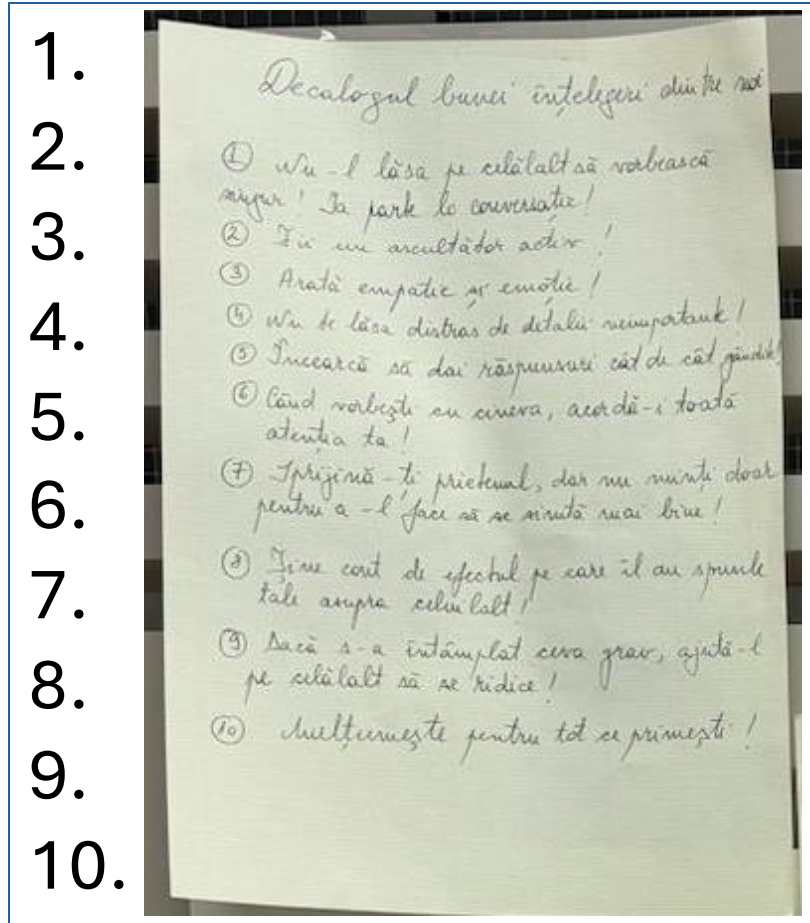 1.
2.
3.
4.
5.
6.
7.
8.
9.
10.
Decalogul bunei înțelegeri dintre noi
① Nu-l lăsa pe celălalt să vorbească
singur! Ia parte la conversație!
② Fii un ascultător activ!
③ Arată empatie și emoție!
④ Nu te lăsa distras de detalii neimportante!
⑤ Încearcă să dai răspunsuri cât de cât gândite!
⑥ Când vorbești cu cineva, acordă-i toată
atenția ta!
⑦ Sprijină-ți prietenul, dar nu minți doar
pentru a-l face să se simtă mai bine!
⑧ Ține cont de efectul pe care îl au spusele
tale asupra celuilalt!
⑨ Dacă s-a întâmplat ceva grav, ajută-l
pe celălalt să se ridice!
⑩ Mulțumește pentru tot ce primești!